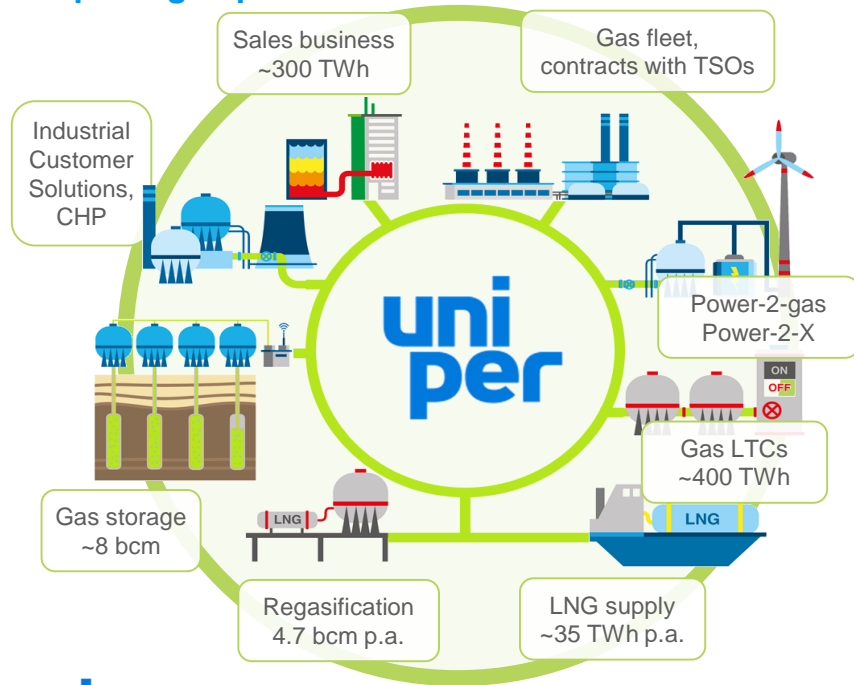 Sales business
~300 TWh
Gas fleet,
contracts with TSOs
Industrial
Customer
Solutions,
CHP
uni
per
Power-2-gas
Power-2-X
ON
OFF
Gas LTCs
~400 TWh
LNG
LNG
Gas storage
~8 bcm
Regasification
4.7 bcm p.a.
LNG supply
~35 TWh p.a.